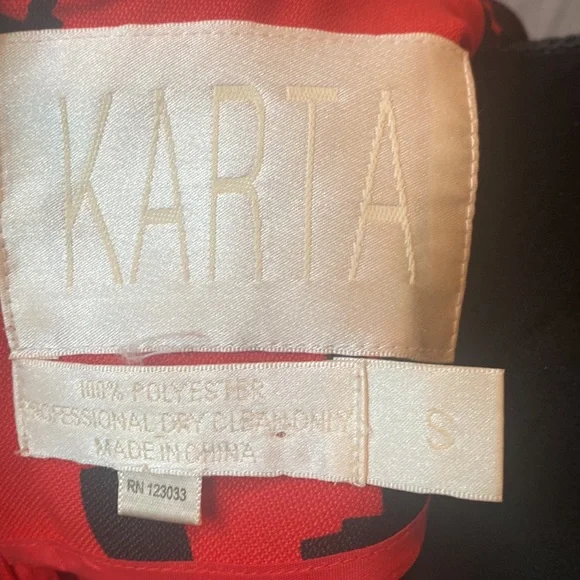 KARTA
100% POLYESTER
PROFESSIONAL DRY CLEAN ONLY
MADE IN CHINA
S
RN 123033